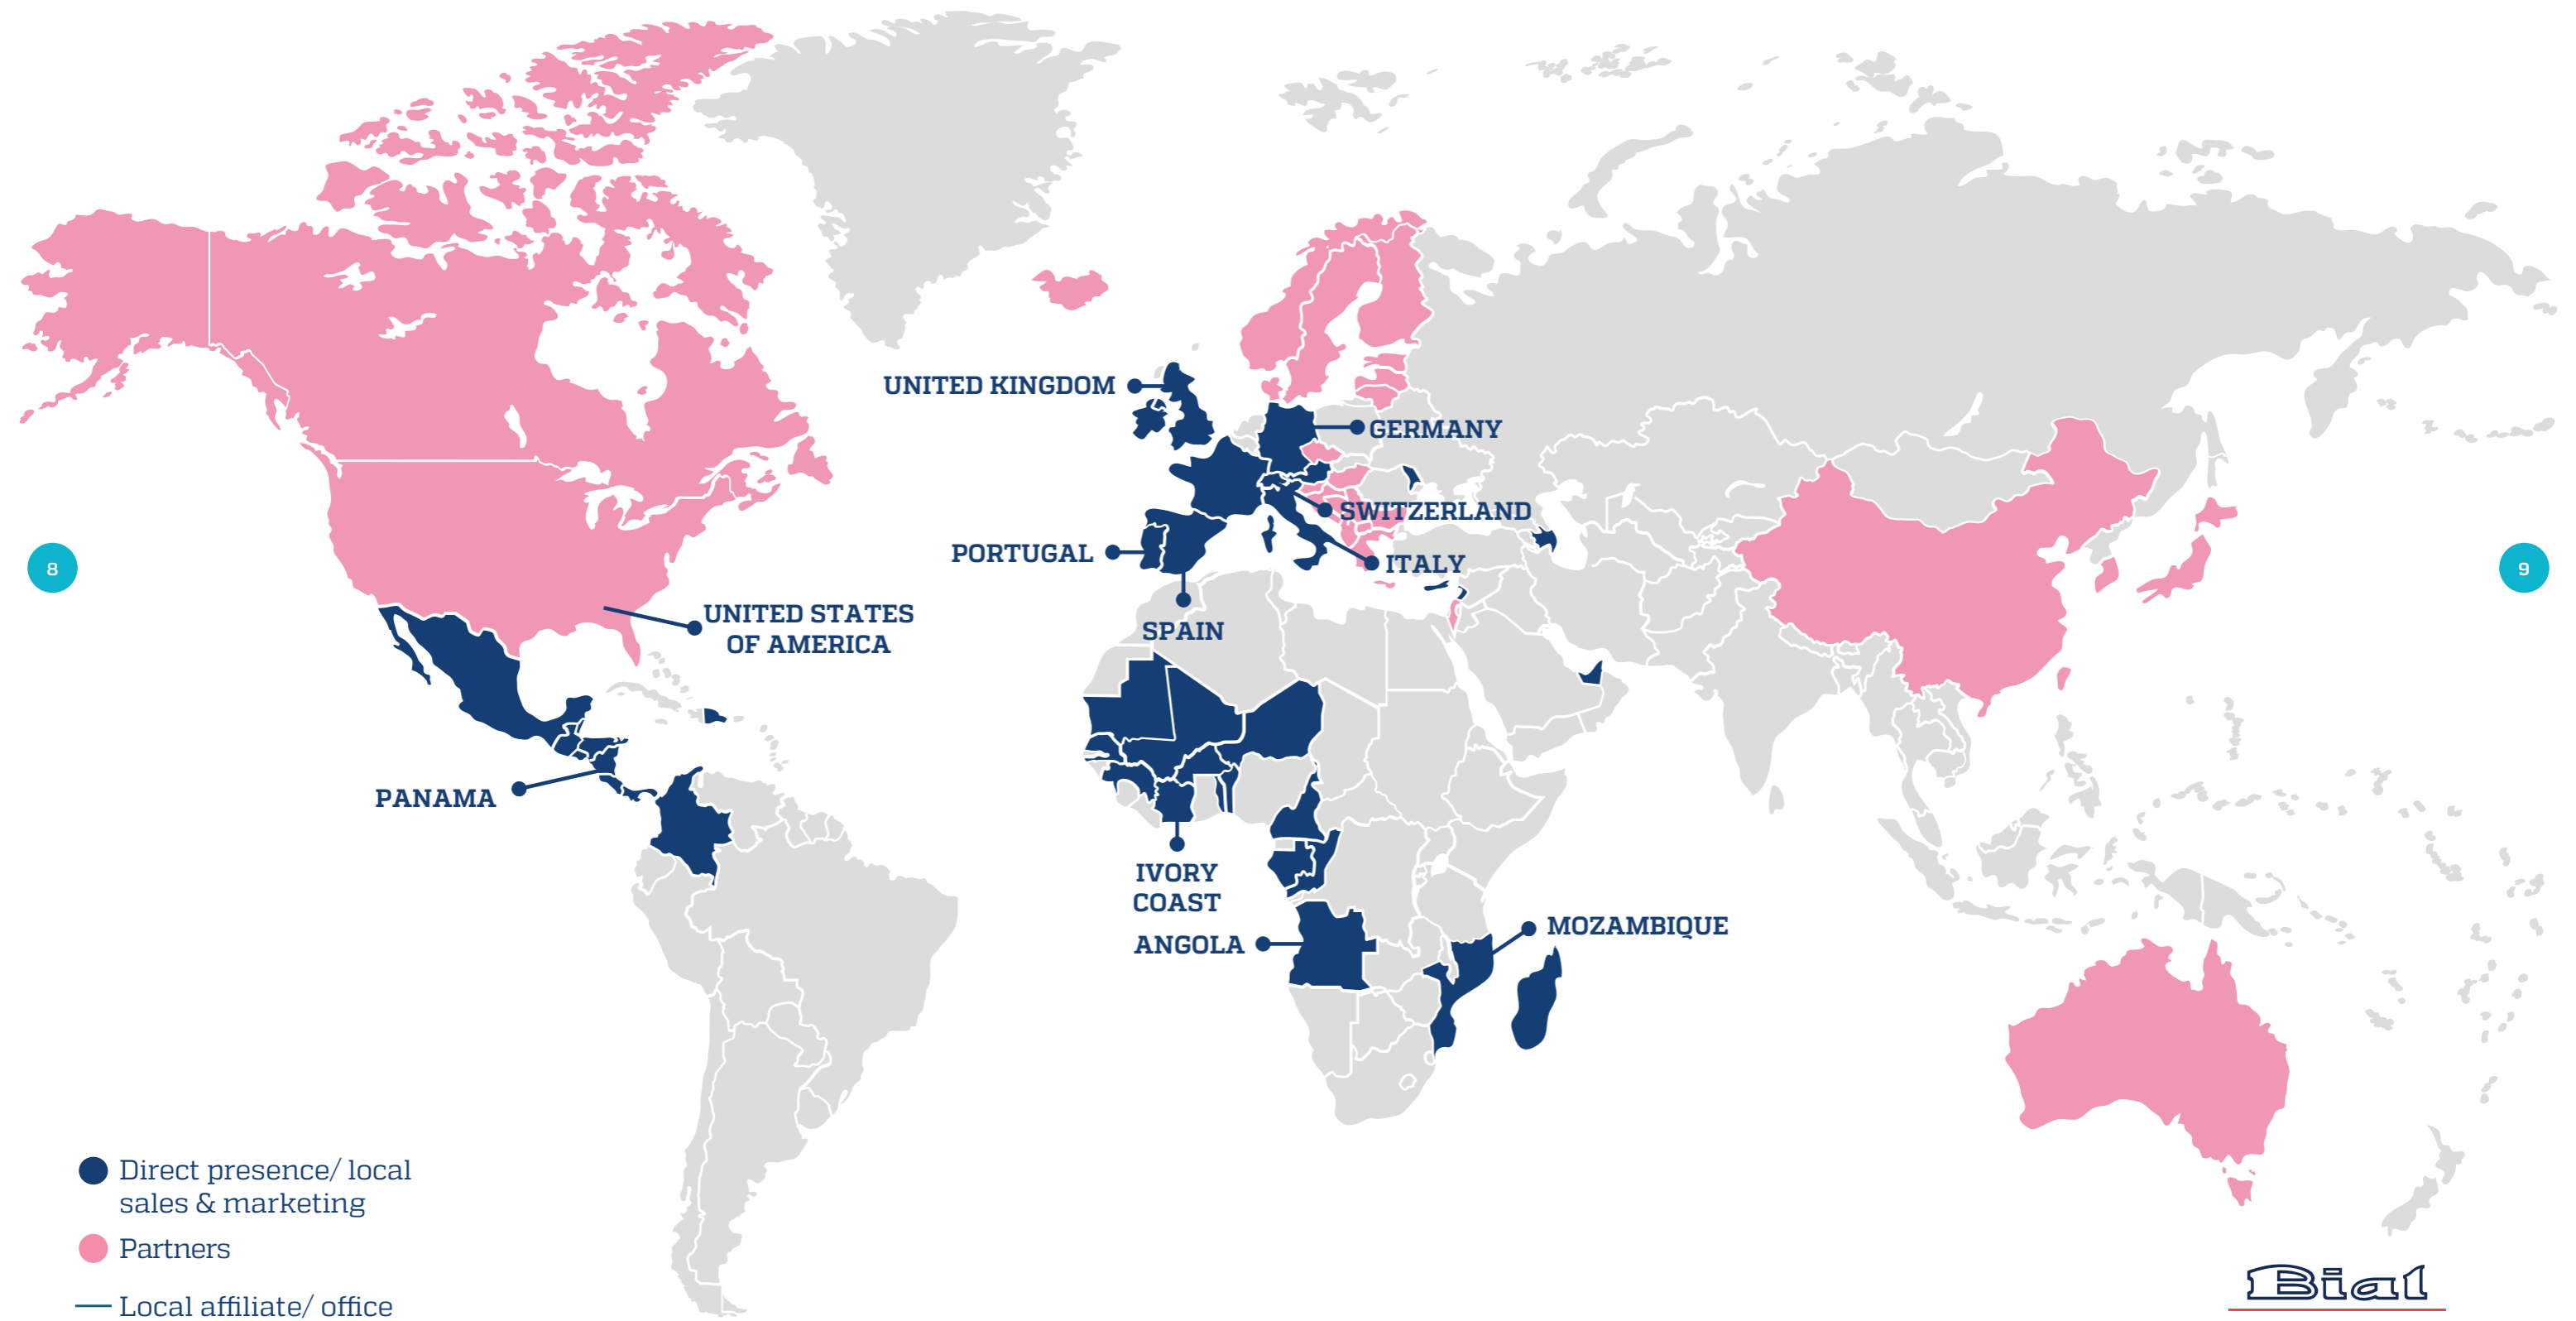 UNITED KINGDOM
GERMANY
SWITZERLAND
PORTUGAL
ITALY
8
9
UNITED STATES
OF AMERICA
SPAIN
PANAMA
IVORY
COAST
ANGOLA
MOZAMBIQUE
Direct presence/ local
sales & marketing
Partners
Local affiliate/ office
Bial